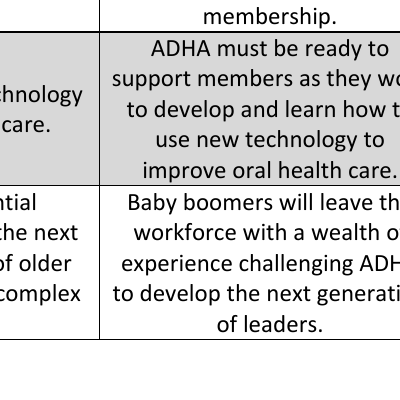 membership.
chnology
care.
ADHA must be ready to
support members as they wo
to develop and learn how t
use new technology to
improve oral health care.
ntial
the next
of older
complex
Baby boomers will leave th
workforce with a wealth o
experience challenging ADH
to develop the next generati
of leaders.